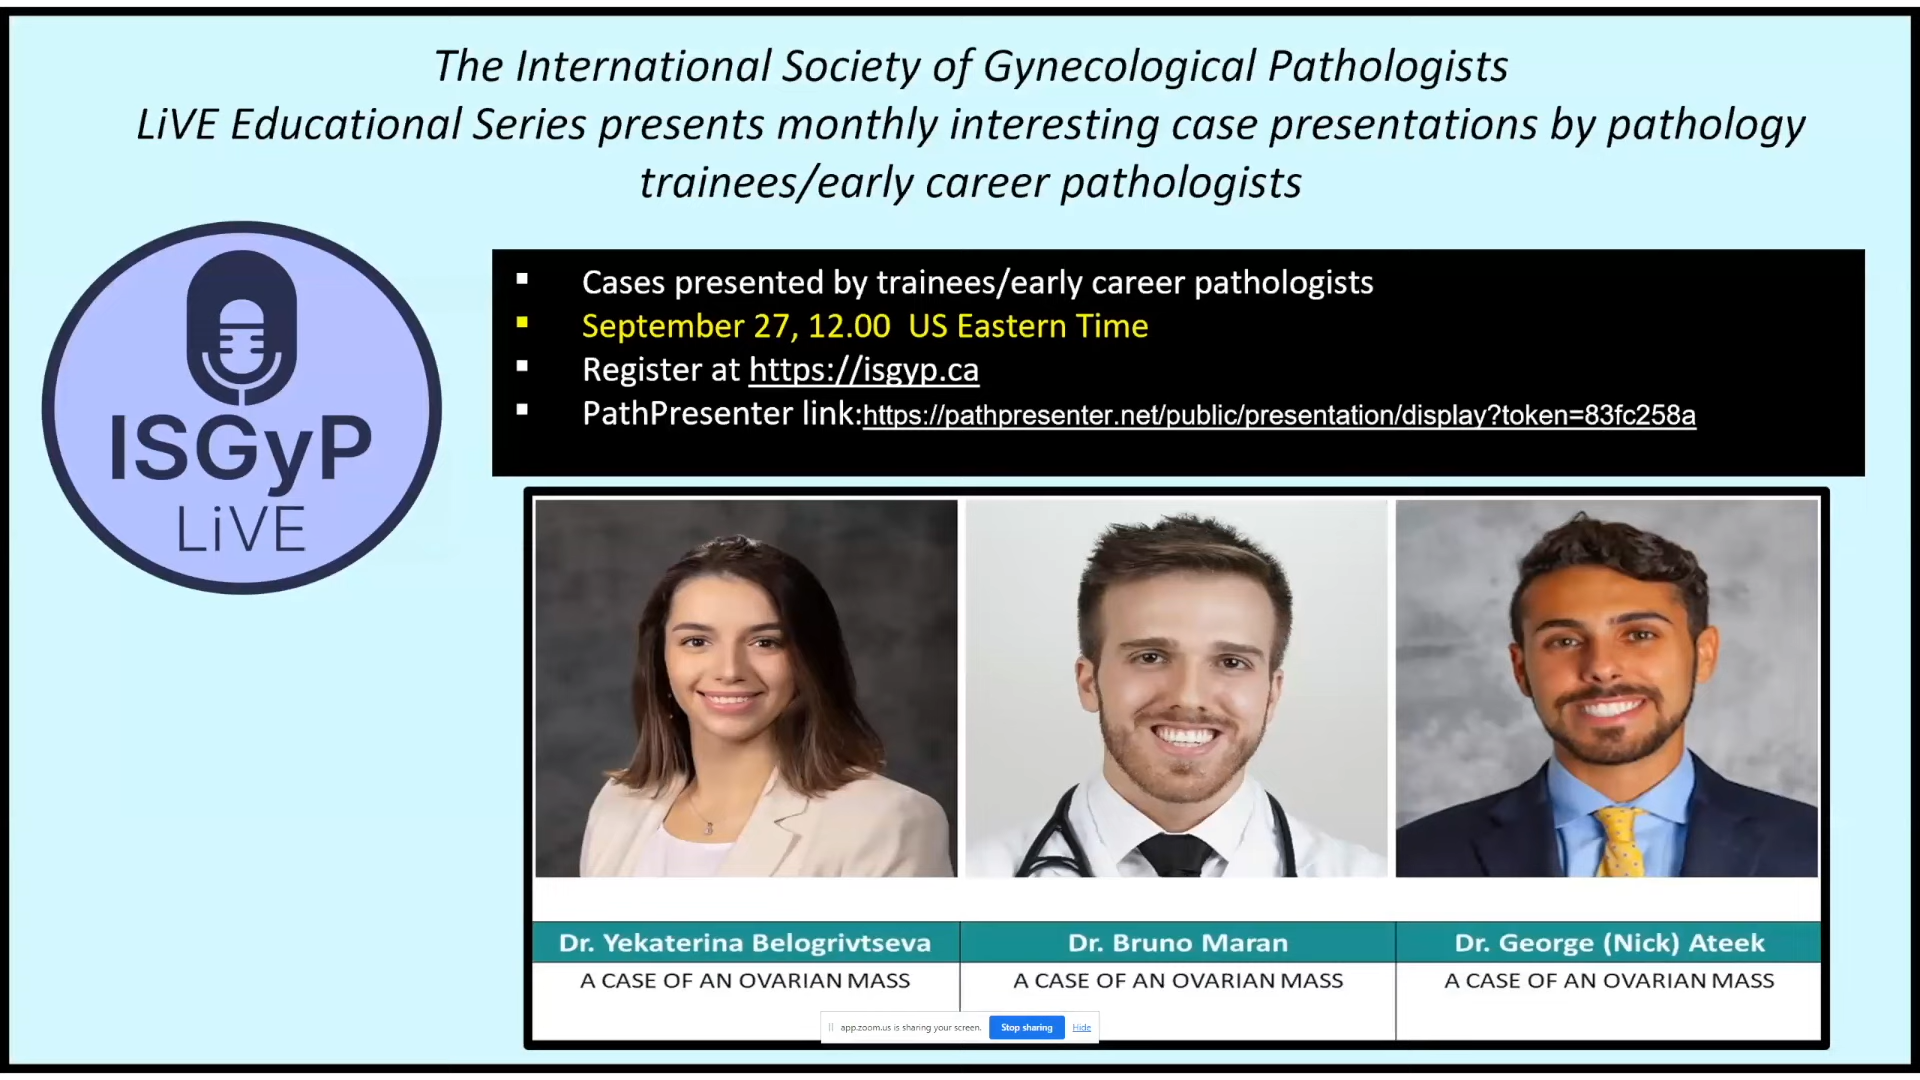 The International Society of Gynecological Pathologists
LiVE Educational Series presents monthly interesting case presentations by pathology
trainees/early career pathologists
ISGyP
LiVE
▪ Cases presented by trainees/early career pathologists
▪ September 27, 12.00 US Eastern Time
▪ Register at https://isgyp.ca
▪ PathPresenter link:https://pathpresenter.net/public/presentation/display?token=83fc258a
Dr. Yekaterina Belogrivtseva
A CASE OF AN OVARIAN MASS
Dr. Bruno Maran
A CASE OF AN OVARIAN MASS
Dr. George (Nick) Ateek
A CASE OF AN OVARIAN MASS
app.zoom.us is sharing your screen. Stop sharing Hide